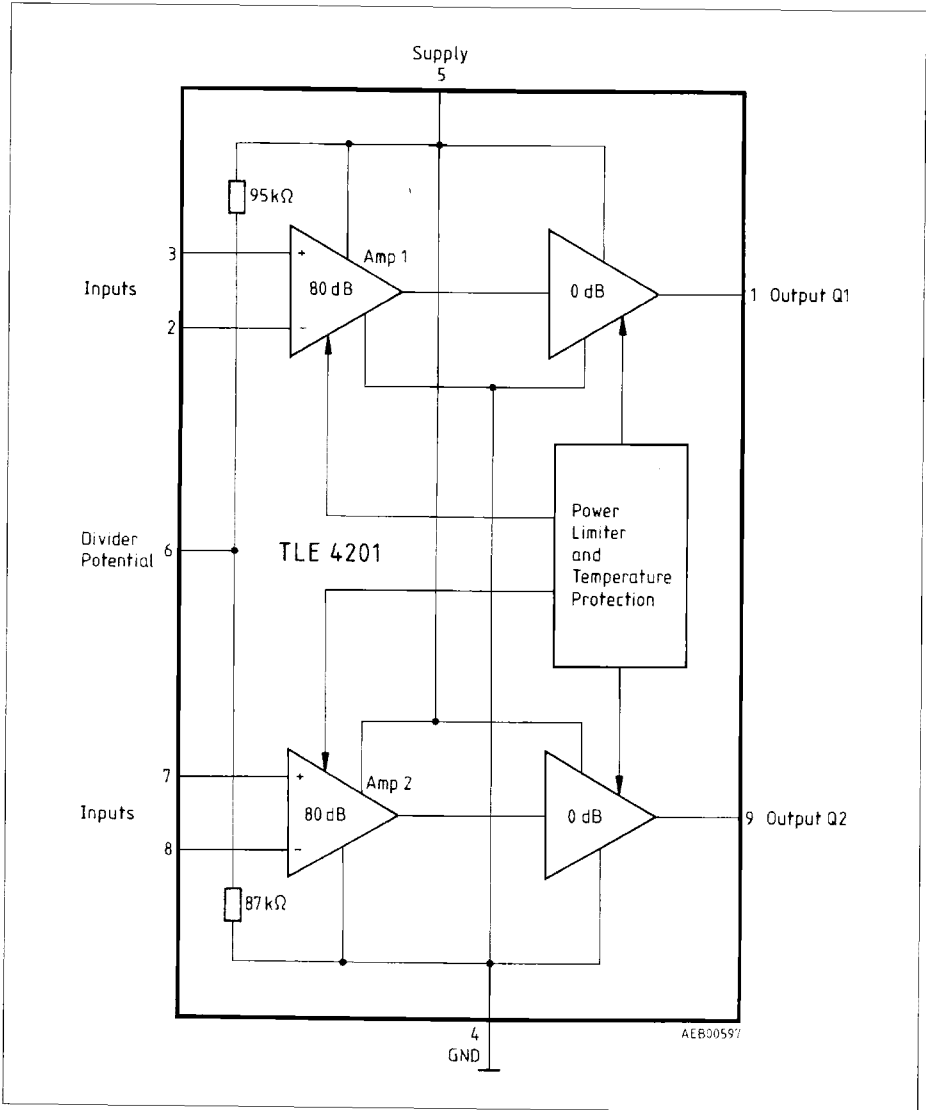 Supply
5
95kΩ
3
+
Amp 1
80 dB
0 dB
Inputs
1 Output Q1
2
-
Power
Limiter
and
Temperature
Protection
Divider
Potential
6
TLE 4201
7
+
Amp 2
80 dB
0 dB
Inputs
9 Output Q2
8
-
87kΩ
4
GND
AEB00597